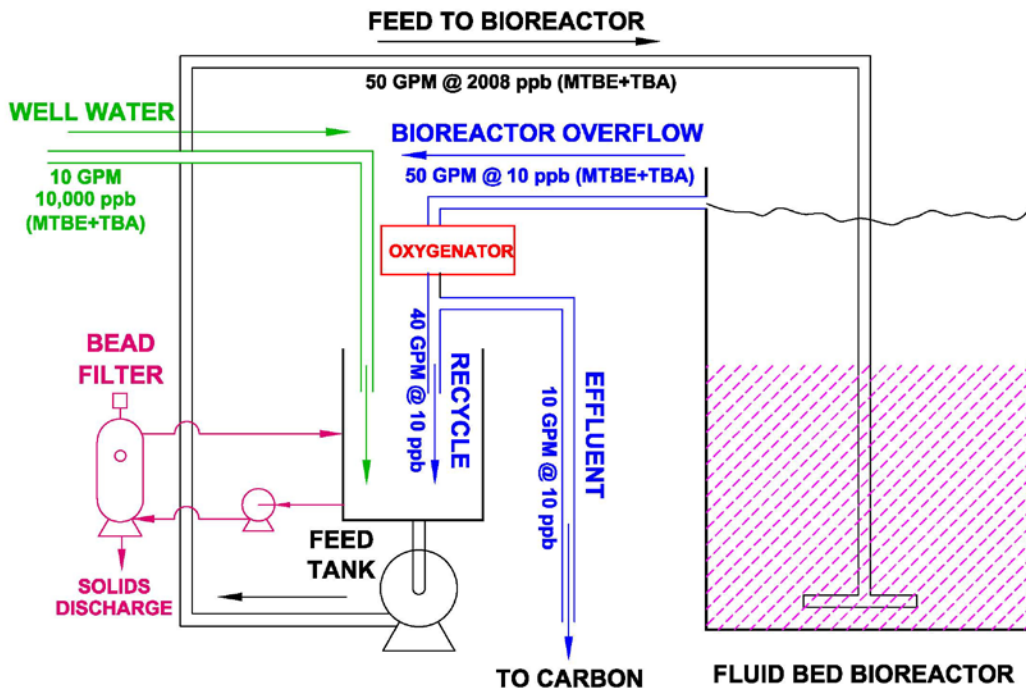 FEED TO BIOREACTOR
50 GPM @ 2008 ppb (MTBE+TBA)
WELL WATER
10 GPM
10,000 ppb
(MTBE+TBA)
BIOREACTOR OVERFLOW
50 GPM @ 10 ppb (MTBE+TBA)
OXYGENATOR
40 GPM @ 10 ppb
RECYCLE
10 GPM @ 10 ppb
EFFLUENT
BEAD
FILTER
FEED
TANK
SOLIDS
DISCHARGE
TO CARBON
FLUID BED BIOREACTOR